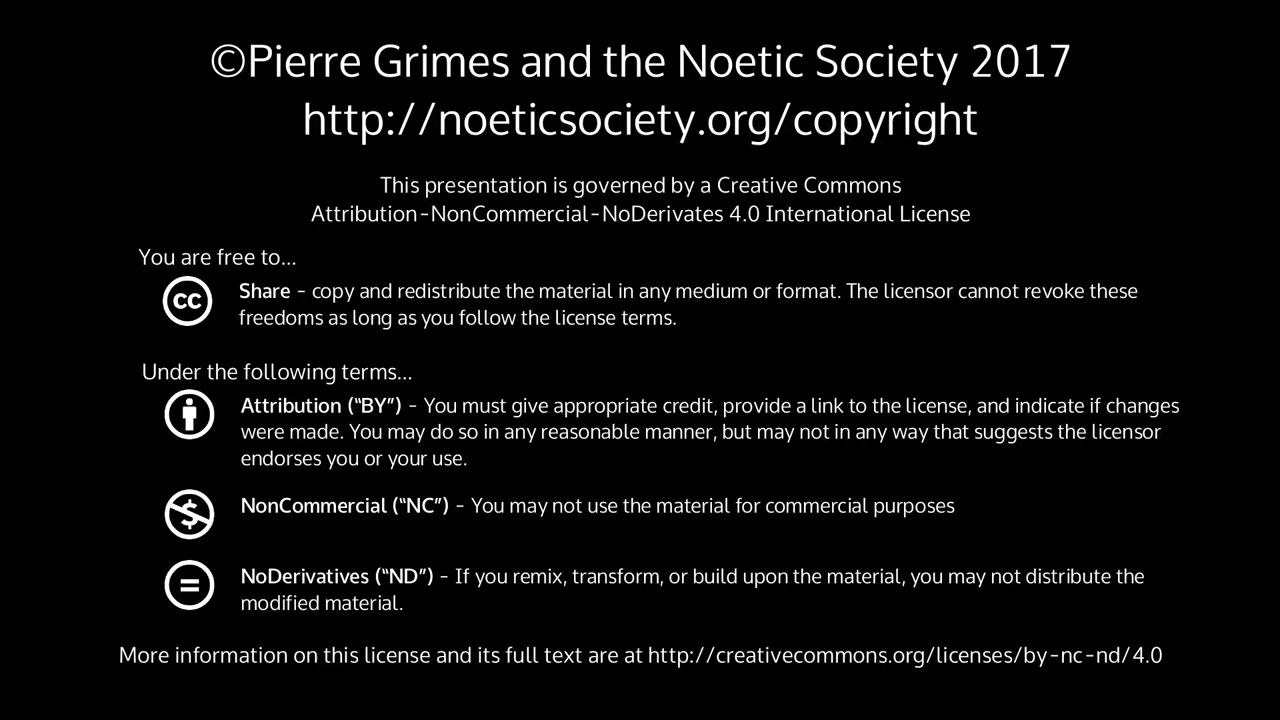 ©Pierre Grimes and the Noetic Society 2017
http://noeticsociety.org/copyright
This presentation is governed by a Creative Commons
Attribution-NonCommercial-NoDerivates 4.0 International License
You are free to...
cc
Share - copy and redistribute the material in any medium or format. The licensor cannot revoke these
freedoms as long as you follow the license terms.
Under the following terms...
Attribution (“BY”) - You must give appropriate credit, provide a link to the license, and indicate if changes
were made. You may do so in any reasonable manner, but may not in any way that suggests the licensor
endorses you or your use.
NonCommercial (“NC”) - You may not use the material for commercial purposes
NoDerivatives (“ND”) - If you remix, transform, or build upon the material, you may not distribute the
modified material.
More information on this license and its full text are at http://creativecommons.org/licenses/by-nc-nd/4.0